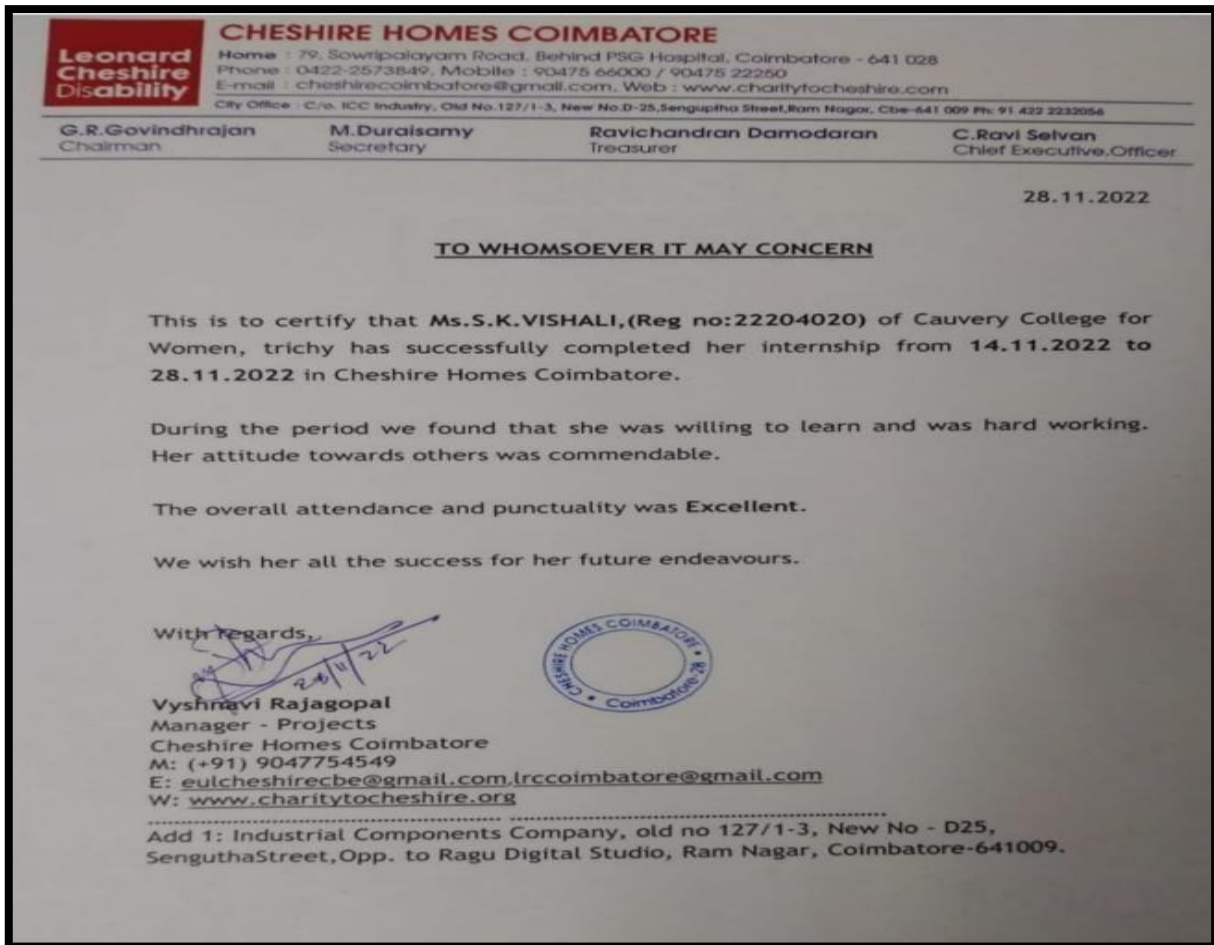 Leonard
Cheshire
Disability
CHESHIRE HOMES COIMBATORE
Home : 79, Sowripalayam Road, Behind PSG Hospital, Coimbatore - 641 028
Phone : 0422-2573849, Mobile : 90475 66000 / 90475 22250
E-mail : cheshirecoimbatore@gmail.com, Web : www.charitytocheshire.com
City Office : C/o. ICC Industry, Old No.127/1-3, New No.D-25,Senguptha Street,Ram Nagar, Cbe-641 009 Ph: 91 422 2232056
G.R.Govindhrajan M.Duraisamy Ravichandran Damodaran C.Ravi Selvan
Chairman Secretary Treasurer Chief Executive.Officer
28.11.2022
TO WHOMSOEVER IT MAY CONCERN
This is to certify that Ms.S.K.VISHALI,(Reg no:22204020) of Cauvery College for
Women, trichy has successfully completed her internship from 14.11.2022 to
28.11.2022 in Cheshire Homes Coimbatore.
During the period we found that she was willing to learn and was hard working.
Her attitude towards others was commendable.
The overall attendance and punctuality was Excellent.
We wish her all the success for her future endeavours.
With regards,
28/11/22
CHESHIRE HOMES COIMBATORE
Coimbatore-28
Vyshnavi Rajagopal
Manager - Projects
Cheshire Homes Coimbatore
M: (+91) 9047754549
E: eulcheshirecbe@gmail.com,lrccoimbatore@gmail.com
W: www.charitytocheshire.org
Add 1: Industrial Components Company, old no 127/1-3, New No - D25,
SenguthaStreet,Opp. to Ragu Digital Studio, Ram Nagar, Coimbatore-641009.